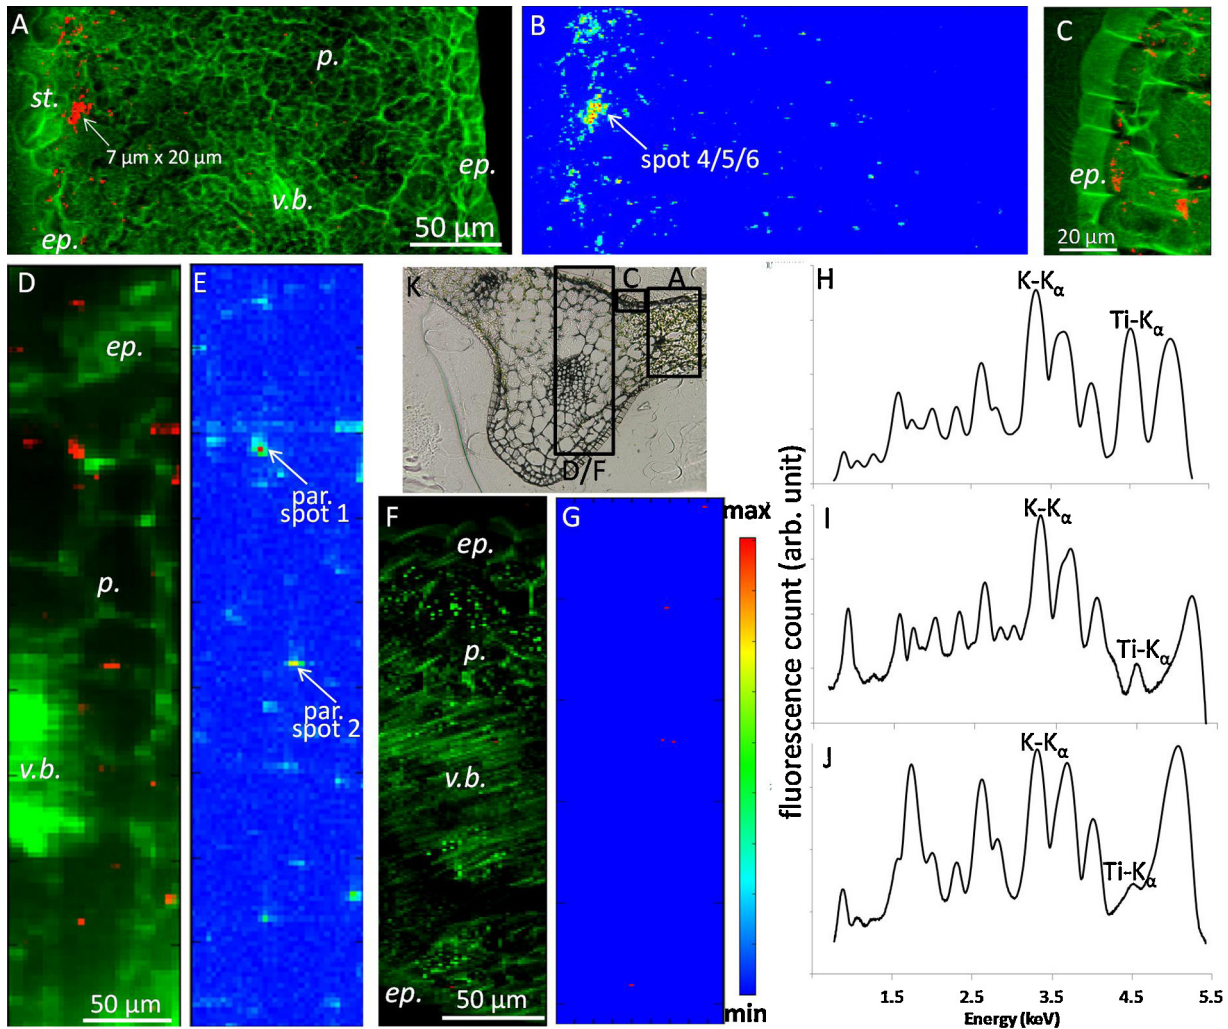 A
p.
st.
7 µm x 20 µm
ep.
v.b.
ep.
50 µm
B
spot 4/5/6
C
ep.
20 µm
D
ep.
p.
v.b.
50 µm
E
par.
spot 1
par.
spot 2
K
C
A
D/F
F
ep.
p.
v.b.
ep.
50 µm
G
max
min
fluorescence count (arb. unit)
H
K-Kα
Ti-Kα
I
K-Kα
Ti-Kα
J
K-Kα
Ti-Kα
1.5 2.5 3.5 4.5 5.5
Energy (keV)